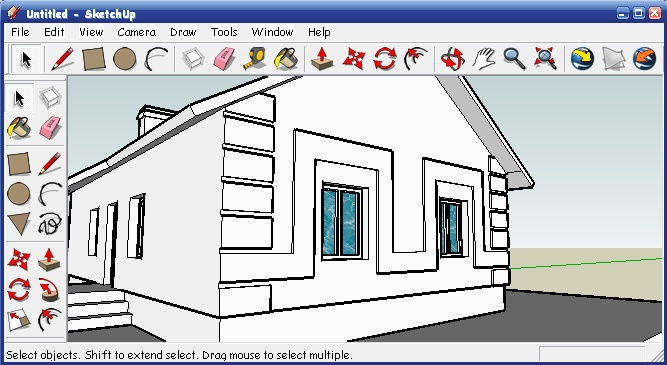 Untitled - SketchUp
File Edit View Camera Draw Tools Window Help
Select objects. Shift to extend select. Drag mouse to select multiple.